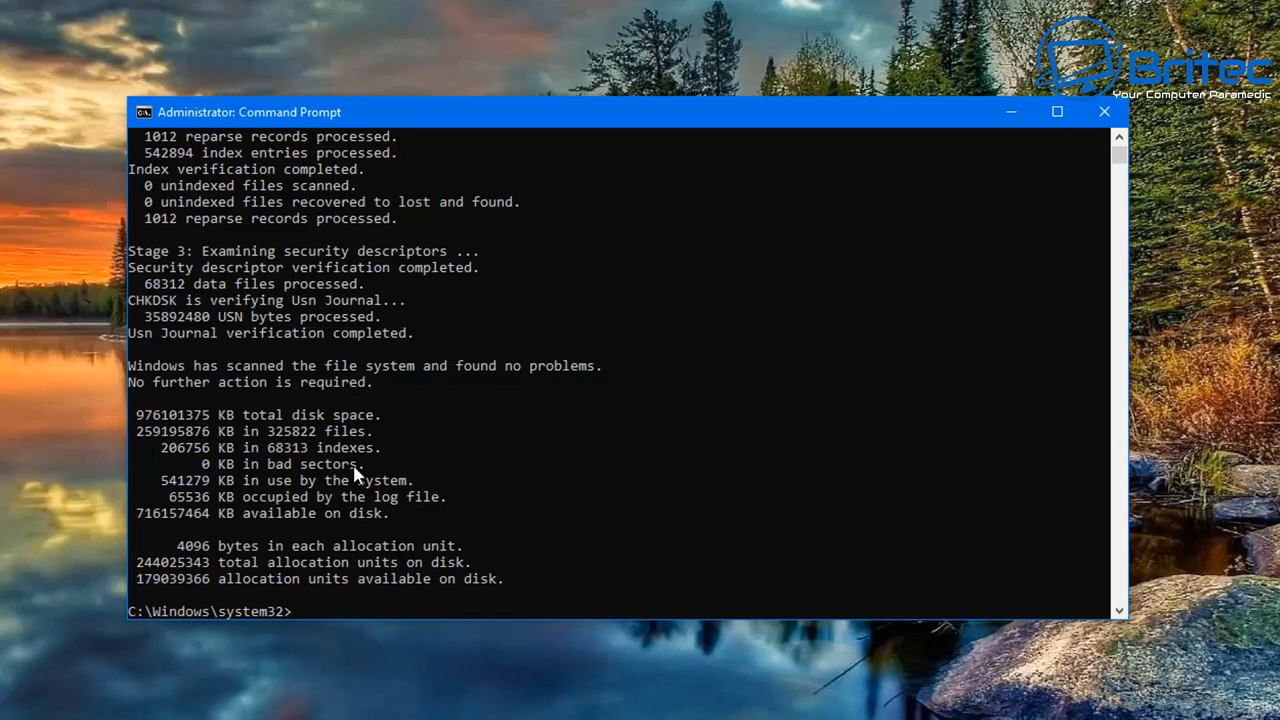 Britec
Your Computer Paramedic
Administrator: Command Prompt
1012 reparse records processed.
542894 index entries processed.
Index verification completed.
0 unindexed files scanned.
0 unindexed files recovered to lost and found.
1012 reparse records processed.
Stage 3: Examining security descriptors ...
Security descriptor verification completed.
68312 data files processed.
CHKDSK is verifying Usn Journal...
35892480 USN bytes processed.
Usn Journal verification completed.
Windows has scanned the file system and found no problems.
No further action is required.
976101375 KB total disk space.
259195876 KB in 325822 files.
206756 KB in 68313 indexes.
0 KB in bad sectors.
541279 KB in use by the system.
65536 KB occupied by the log file.
716157464 KB available on disk.
4096 bytes in each allocation unit.
244025343 total allocation units on disk.
179039366 allocation units available on disk.
C:\Windows\system32>